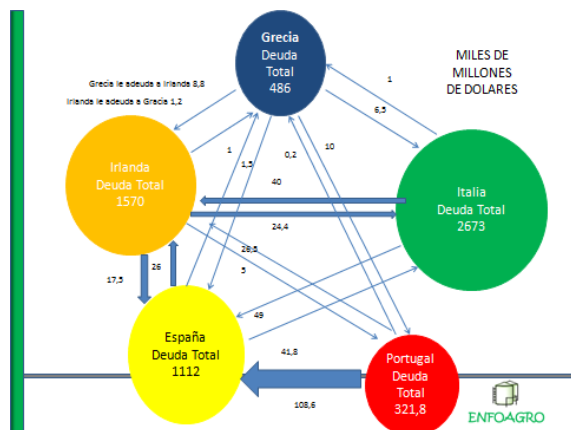 Grecia
Deuda
Total
486
MILES DE
MILLONES
DE DOLARES
Grecia le adeuda a Irlanda 8,8
Irlanda le adeuda a Gracia 1,2
1
6,5
1
1,5
0,2
10
Irlanda
Deuda Total
1570
40
24,4
Italia
Deuda Total
2673
26,5
5
17,5
26
49
España
Deuda Total
1112
41,8
108,6
Portugal
Deuda
Total
321,8
ENFOAGRO